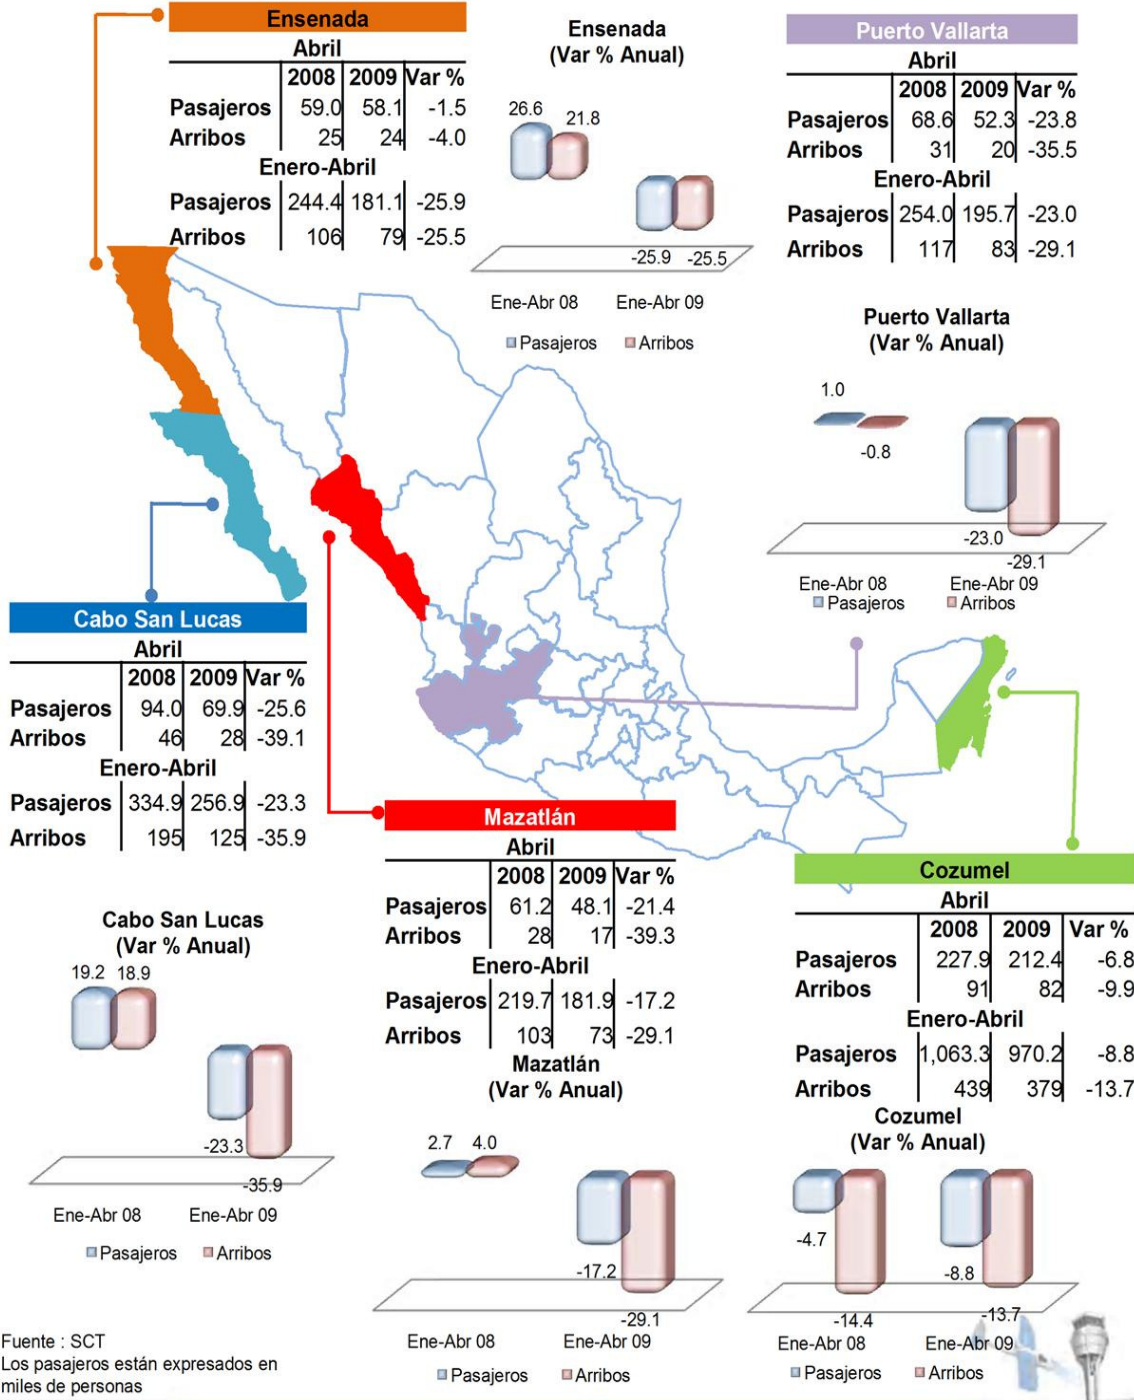 Ensenada
Abril
2008 2009 Var %
Pasajeros 59.0 58.1 -1.5
Arribos 25 24 -4.0
Enero-Abril
Pasajeros 244.4 181.1 -25.9
Arribos 106 79 -25.5
Ensenada
(Var % Anual)
26.6 21.8
-25.9 -25.5
Ene-Abr 08 Ene-Abr 09
Pasajeros Arribos
Puerto Vallarta
Abril
2008 2009 Var %
Pasajeros 68.6 52.3 -23.8
Arribos 31 20 -35.5
Enero-Abril
Pasajeros 254.0 195.7 -23.0
Arribos 117 83 -29.1
Puerto Vallarta
(Var % Anual)
1.0
-0.8
-23.0
-29.1
Ene-Abr 08 Ene-Abr 09
Pasajeros Arribos
Cabo San Lucas
Abril
2008 2009 Var %
Pasajeros 94.0 69.9 -25.6
Arribos 46 28 -39.1
Enero-Abril
Pasajeros 334.9 256.9 -23.3
Arribos 195 125 -35.9
Cabo San Lucas
(Var % Anual)
19.2 18.9
-23.3
-35.9
Ene-Abr 08 Ene-Abr 09
Pasajeros Arribos
Mazatlán
Abril
2008 2009 Var %
Pasajeros 61.2 48.1 -21.4
Arribos 28 17 -39.3
Enero-Abril
Pasajeros 219.7 181.9 -17.2
Arribos 103 73 -29.1
Mazatlán
(Var % Anual)
2.7 4.0
-17.2
-29.1
Ene-Abr 08 Ene-Abr 09
Pasajeros Arribos
Cozumel
Abril
2008 2009 Var %
Pasajeros 227.9 212.4 -6.8
Arribos 91 82 -9.9
Enero-Abril
Pasajeros 1,063.3 970.2 -8.8
Arribos 439 379 -13.7
Cozumel
(Var % Anual)
-4.7
-8.8
-14.4 -13.7
Ene-Abr 08 Ene-Abr 09
Pasajeros Arribos
Fuente : SCT
Los pasajeros están expresados en
miles de personas